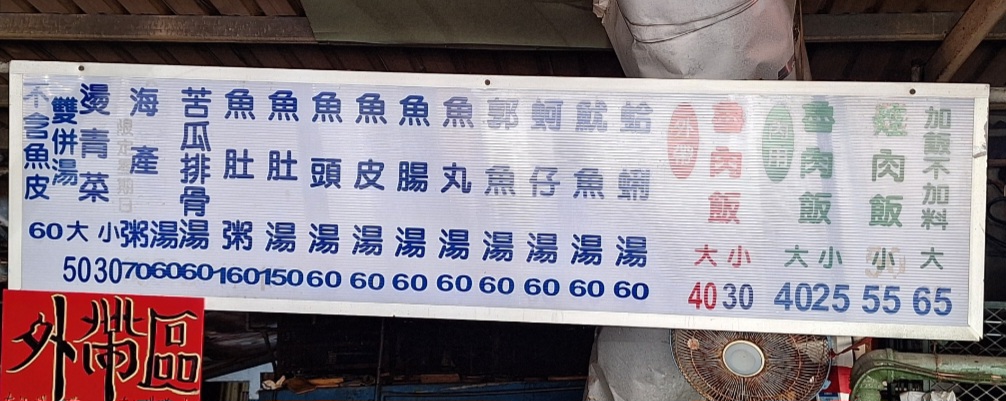 加飯不加料
燙肉飯 小 大
55 65
內用 魯肉飯 大 小
40 25
外帶 魯肉飯 大 小
40 30
蛤蜊湯 60
魷魚湯 60
蚵仔湯 60
郭魚湯 60
魚丸湯 60
魚腸湯 60
魚皮湯 60
魚頭湯 60
魚肚湯 150
魚肚粥 160
苦瓜排骨湯 60
海產粥 湯
70 60
燙青菜 大 小
50 30
雙併湯 60
不含魚皮
外帶區